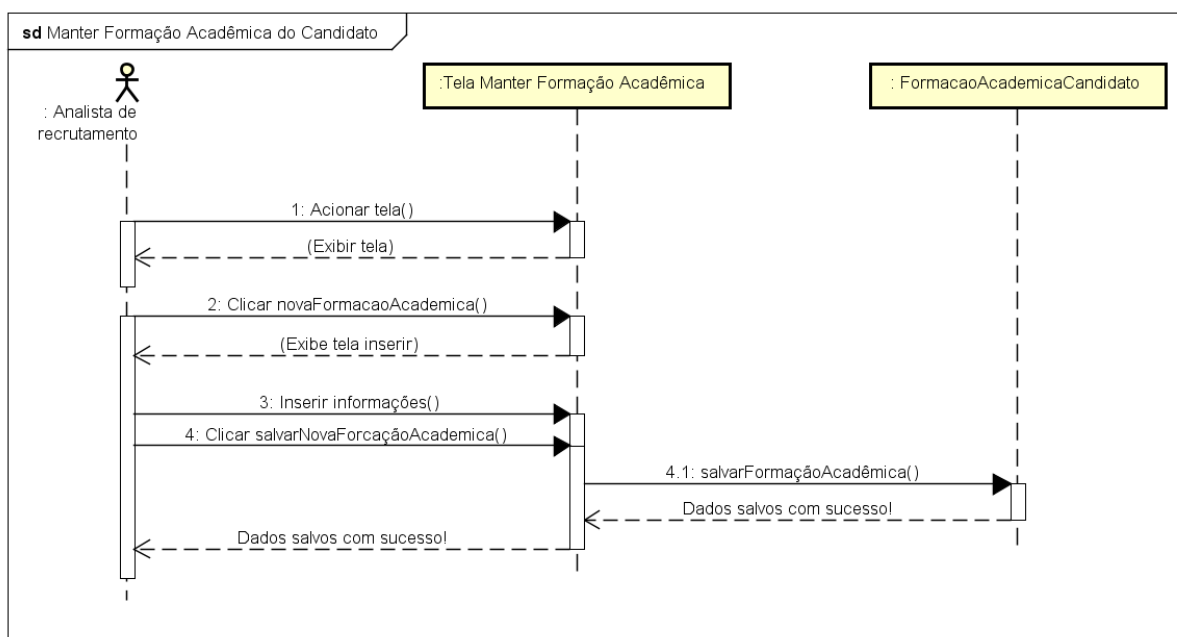 sd Manter Formação Acadêmica do Candidato
: Analista de
recrutamento
:Tela Manter Formação Acadêmica
: FormacaoAcademicaCandidato
1: Acionar tela()
(Exibir tela)
2: Clicar novaFormacaoAcademica()
(Exibe tela inserir)
3: Inserir informações()
4: Clicar salvarNovaForcaçãoAcademica()
4.1: salvarFormaçãoAcadêmica()
Dados salvos com sucesso!
Dados salvos com sucesso!